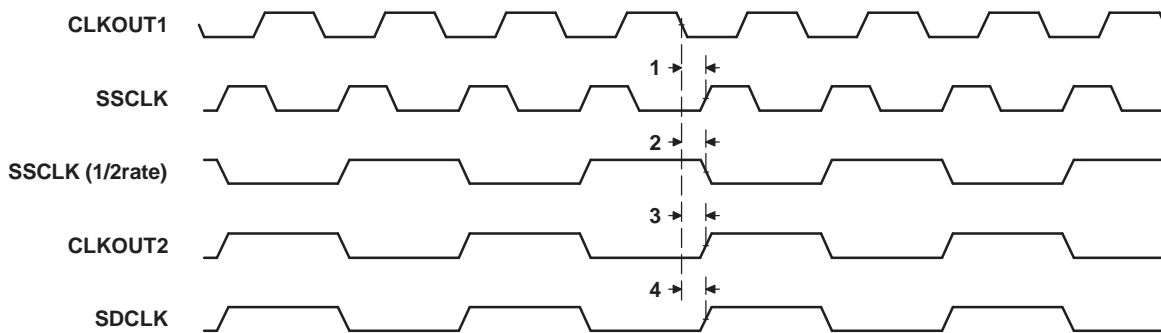 CLKOUT1
1
SSCLK
2
SSCLK (1/2rate)
3
CLKOUT2
4
SDCLK